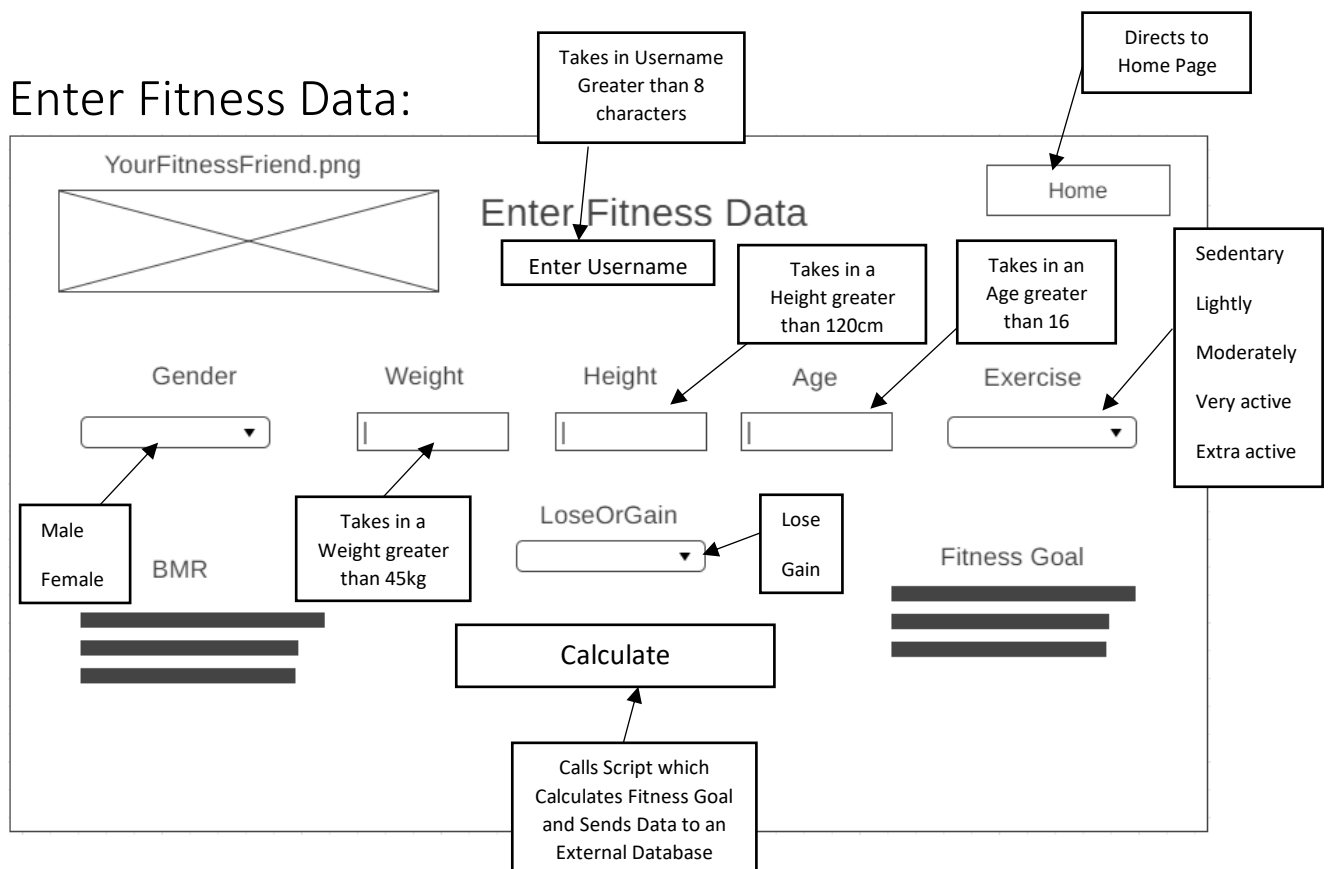 Takes in Username
Greater than 8
characters
Directs to
Home Page
Enter Fitness Data:
YourFitnessFriend.png
Home
Enter Fitness Data
Enter Username
Takes in a
Height greater
than 120cm
Takes in an
Age greater
than 16
Sedentary
Lightly
Moderately
Very active
Extra active
Gender
Weight
Height
Age
Exercise
Male
Female
Takes in a
Weight greater
than 45kg
LoseOrGain
Lose
Gain
BMR
Fitness Goal
Calculate
Calls Script which
Calculates Fitness Goal
and Sends Data to an
External Database